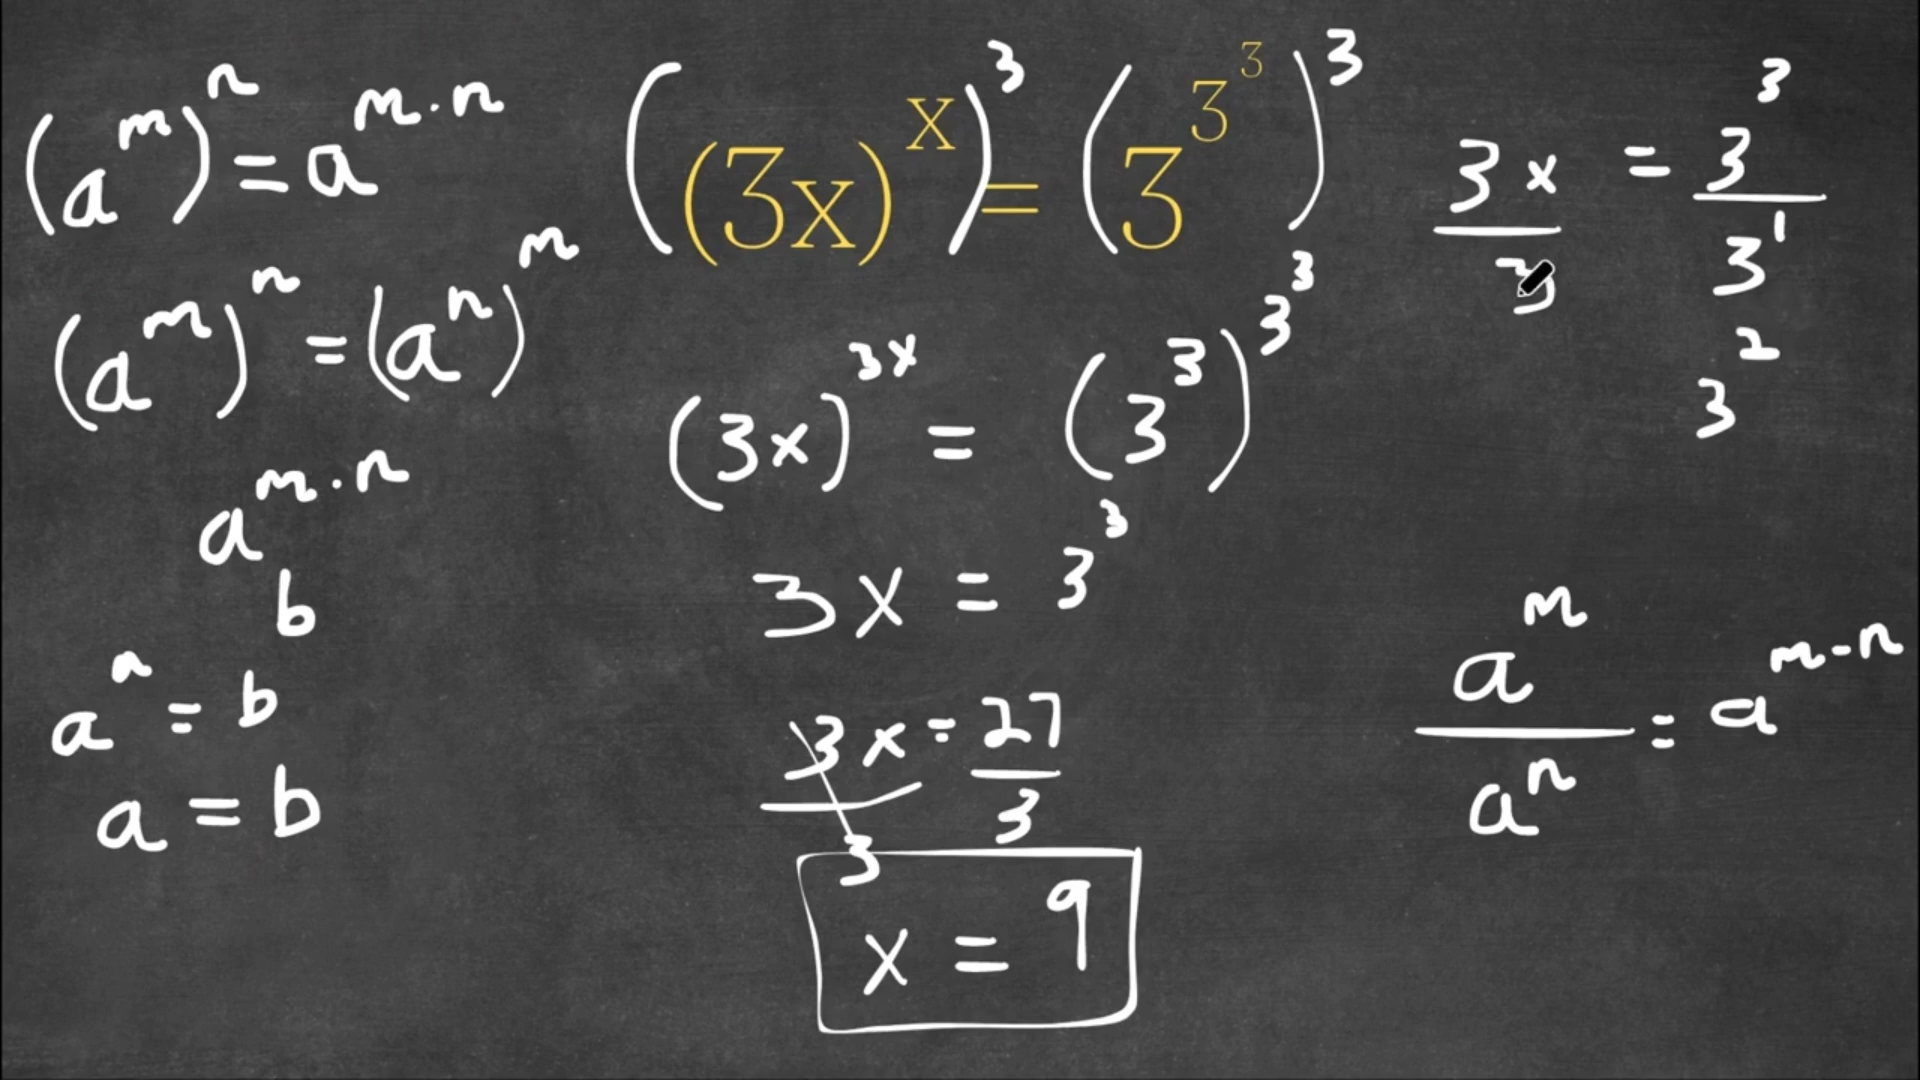 (a^m)^n = a^{m·n}
(a^m)^n = (a^n)^m
a^{m·n}
b
a^a = b
a = b
((3x)^x)^3 = (3^{3^3})^3
(3x)^{3x} = (3^3)^{3^3}
3x = 3^3
3x/3 = 27/3
x = 9
3x/3 = 3^3/3^1
3^2
a^m/a^n = a^{m-n}